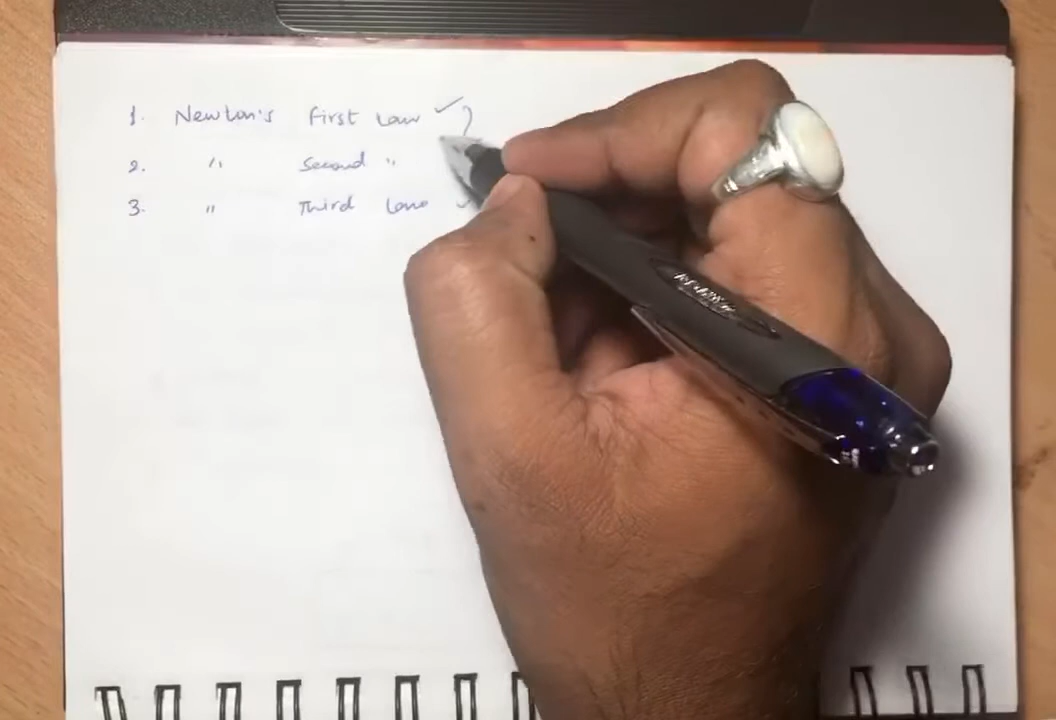 1. Newton's First Law ✓
2. " Second "
3. " Third Law ✓